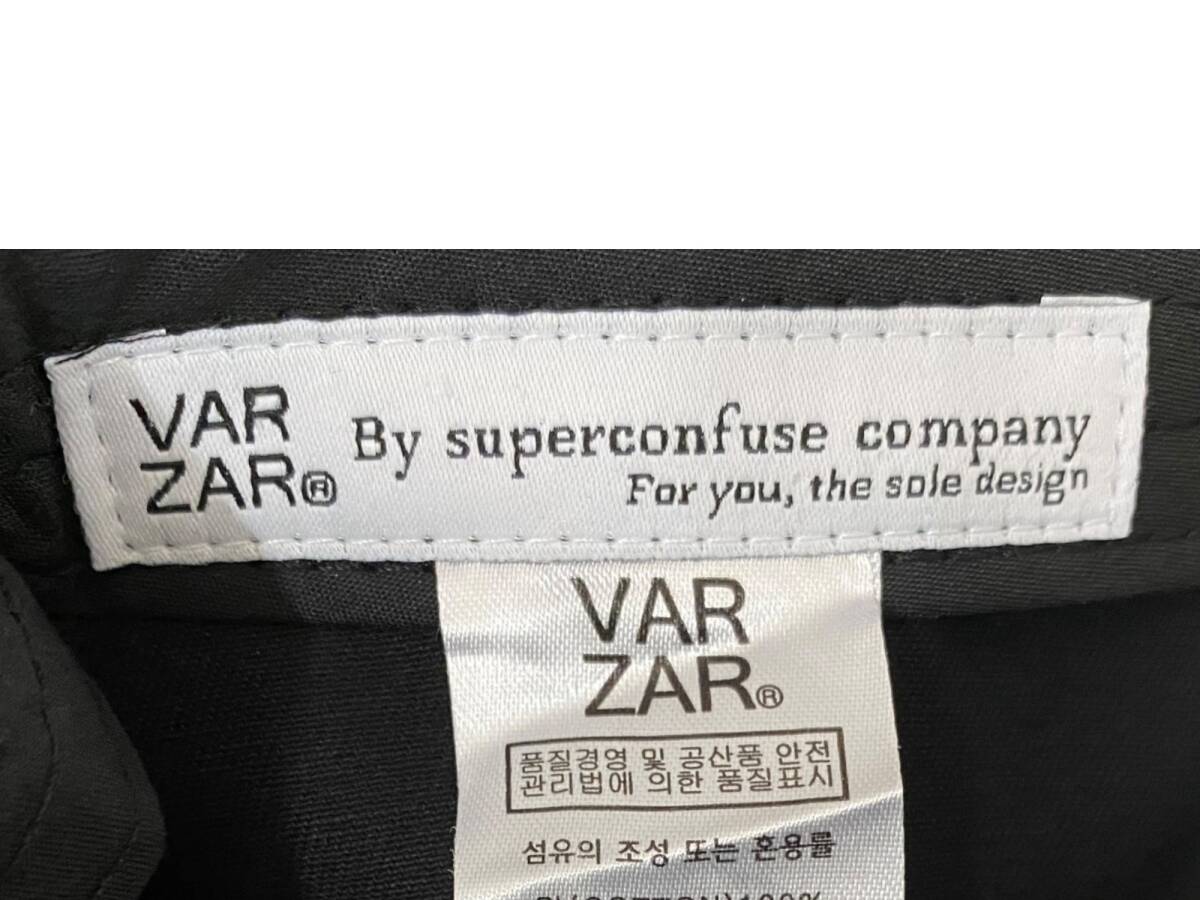 VAR
ZAR®
By superconfuse company
For you, the sole design
VAR
ZAR®
품질경영 및 공산품 안전
관리법에 의한 품질표시
섬유의 조성 또는 혼용률
(COTTON)100%